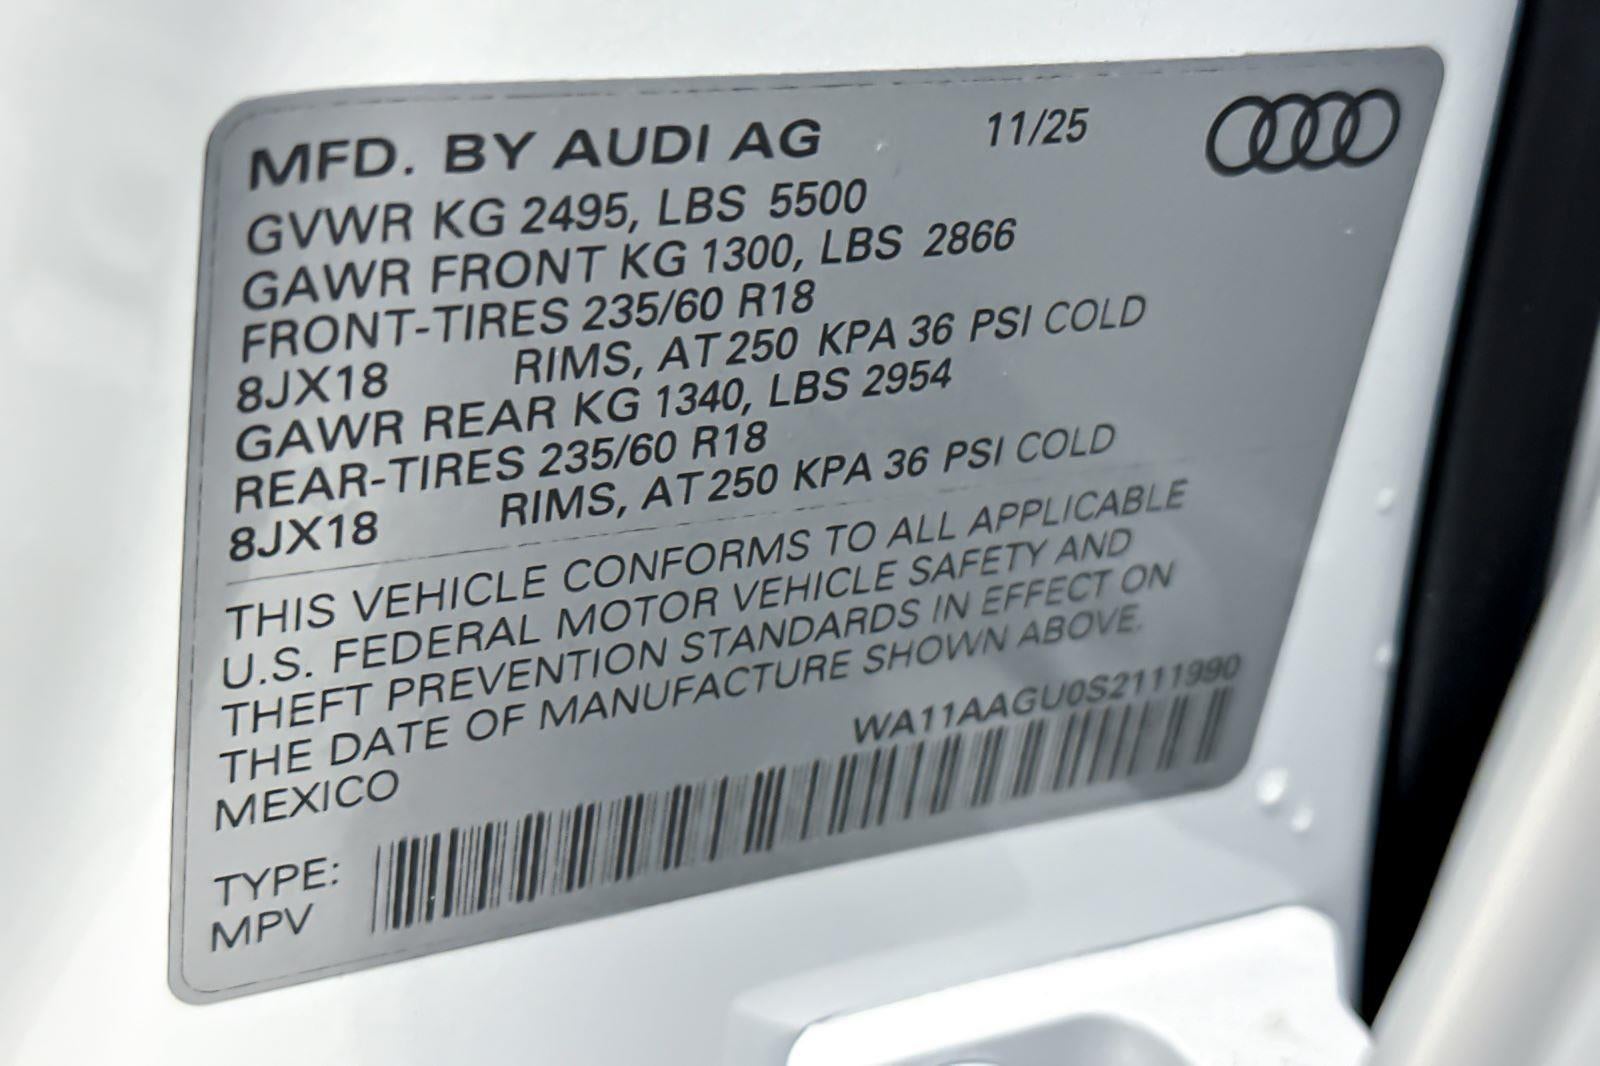 MFD. BY AUDI AG 11/25
GVWR KG 2495, LBS 5500
GAWR FRONT KG 1300, LBS 2866
FRONT-TIRES 235/60 R18
8JX18 RIMS, AT 250 KPA 36 PSI COLD
GAWR REAR KG 1340, LBS 2954
REAR-TIRES 235/60 R18
8JX18 RIMS, AT 250 KPA 36 PSI COLD
THIS VEHICLE CONFORMS TO ALL APPLICABLE
U.S. FEDERAL MOTOR VEHICLE SAFETY AND
THEFT PREVENTION STANDARDS IN EFFECT ON
THE DATE OF MANUFACTURE SHOWN ABOVE.
MEXICO
WA11AAGU0S2111990
TYPE:
MPV